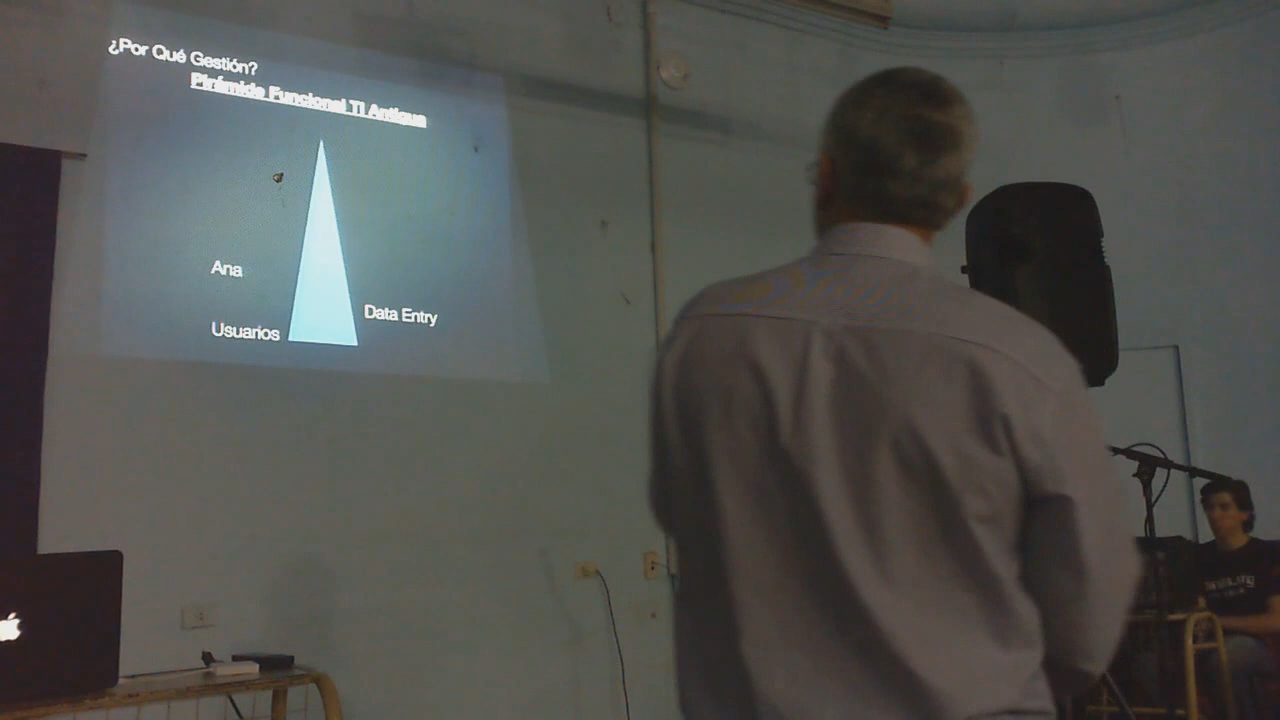 ¿Por Qué Gestión?
Pirámide Funcional TI Antigua
Ana
Data Entry
Usuarios